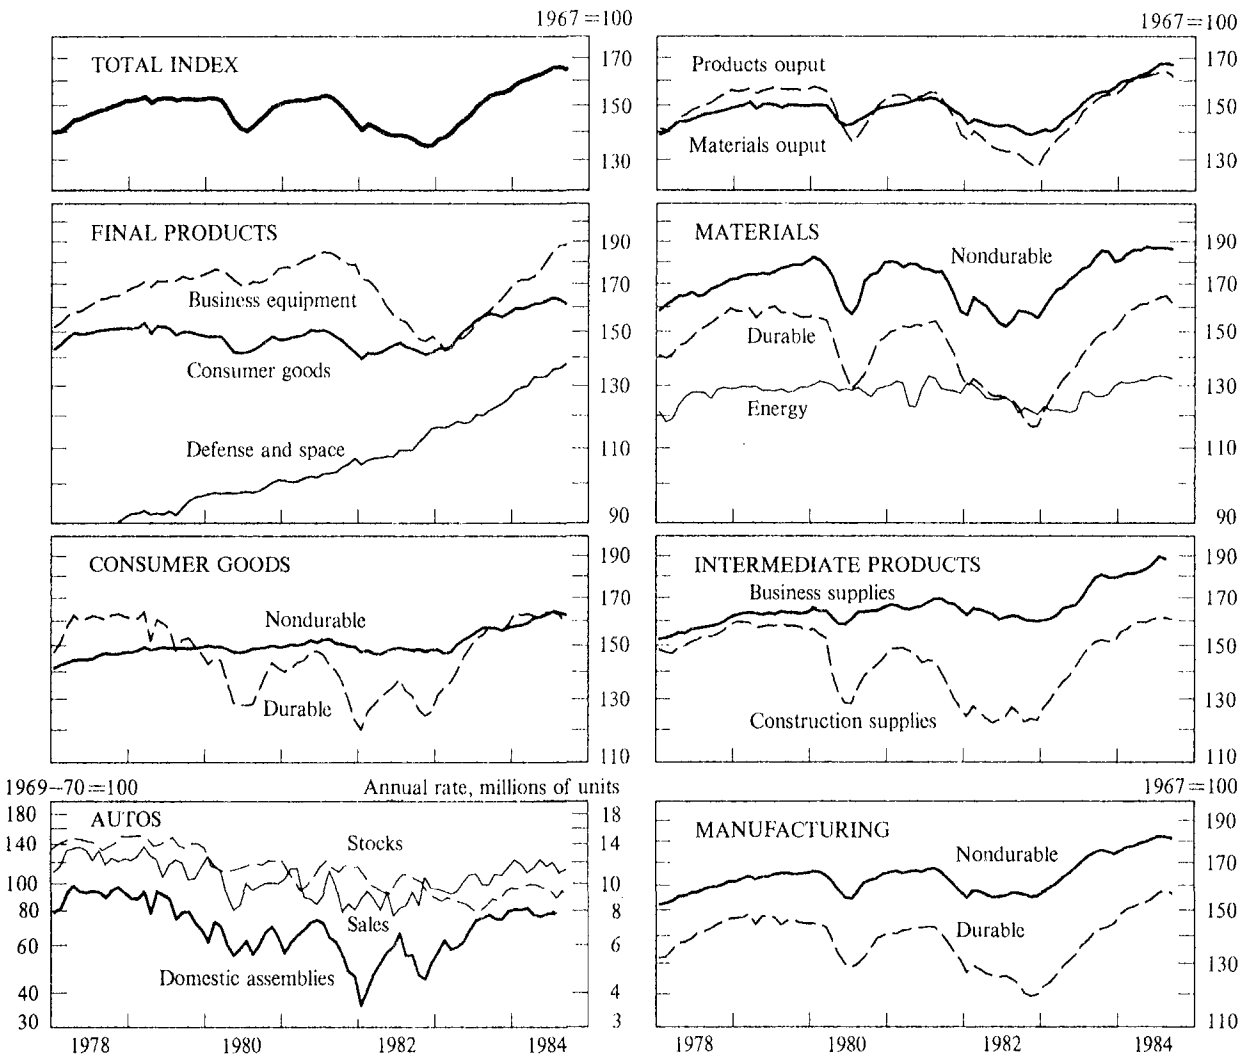 1967=100
TOTAL INDEX
170
150
130
FINAL PRODUCTS
190
Business equipment
170
150
Consumer goods
130
Defense and space
110
90
CONSUMER GOODS
190
Nondurable
170
150
Durable
130
110
1969–70=100 Annual rate, millions of units
180 AUTOS 18
140 Stocks 14
100 10
80 Sales 8
60 6
Domestic assemblies
40 4
30 3
1978 1980 1982 1984
1967=100
Products ouput
170
150
Materials ouput
130
MATERIALS
190
Nondurable
170
Durable
150
Energy
130
110
90
INTERMEDIATE PRODUCTS
190
Business supplies
170
150
Construction supplies
130
110
1967=100
MANUFACTURING
190
Nondurable
170
Durable
150
130
110
1978 1980 1982 1984